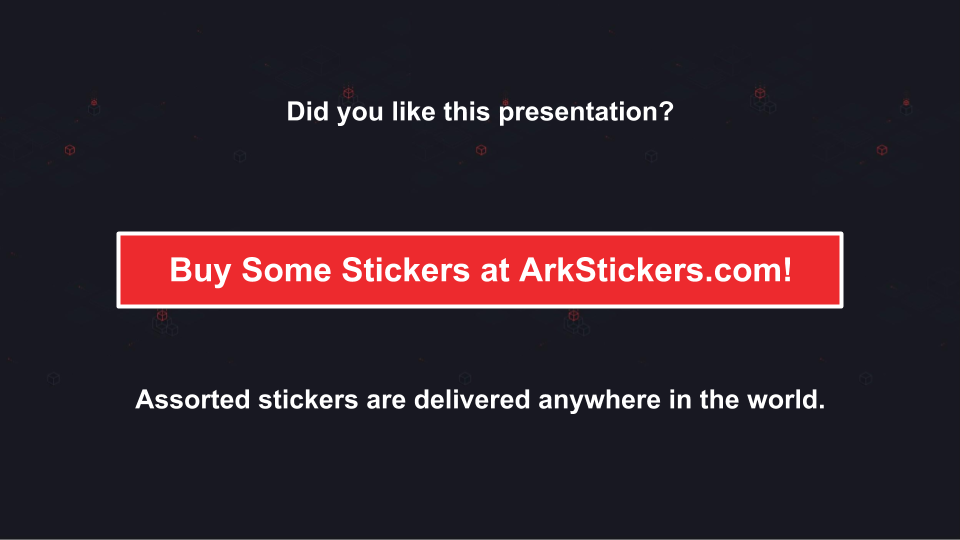 Did you like this presentation?
Buy Some Stickers at ArkStickers.com!
Assorted stickers are delivered anywhere in the world.